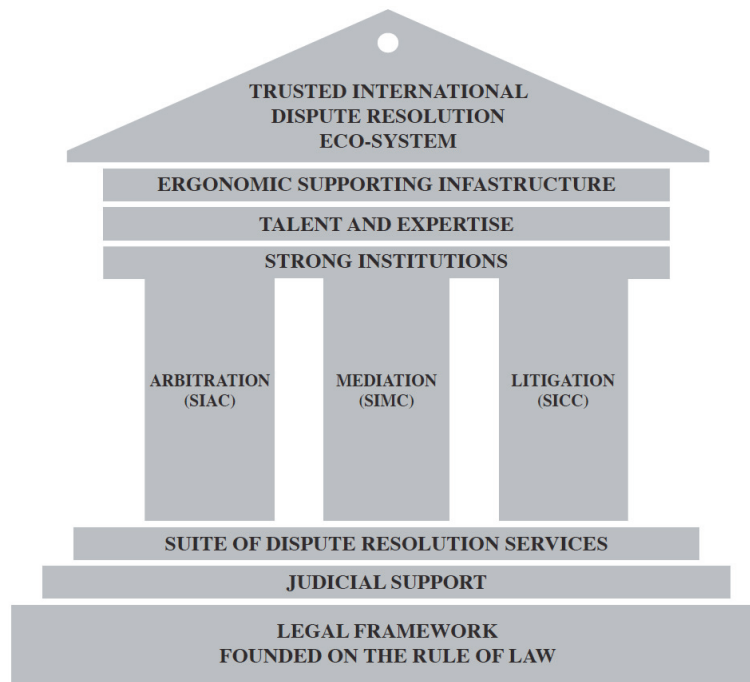 TRUSTED INTERNATIONAL
DISPUTE RESOLUTION
ECO-SYSTEM
ERGONOMIC SUPPORTING INFASTRUCTURE
TALENT AND EXPERTISE
STRONG INSTITUTIONS
ARBITRATION
(SIAC)
MEDIATION
(SIMC)
LITIGATION
(SICC)
SUITE OF DISPUTE RESOLUTION SERVICES
JUDICIAL SUPPORT
LEGAL FRAMEWORK
FOUNDED ON THE RULE OF LAW